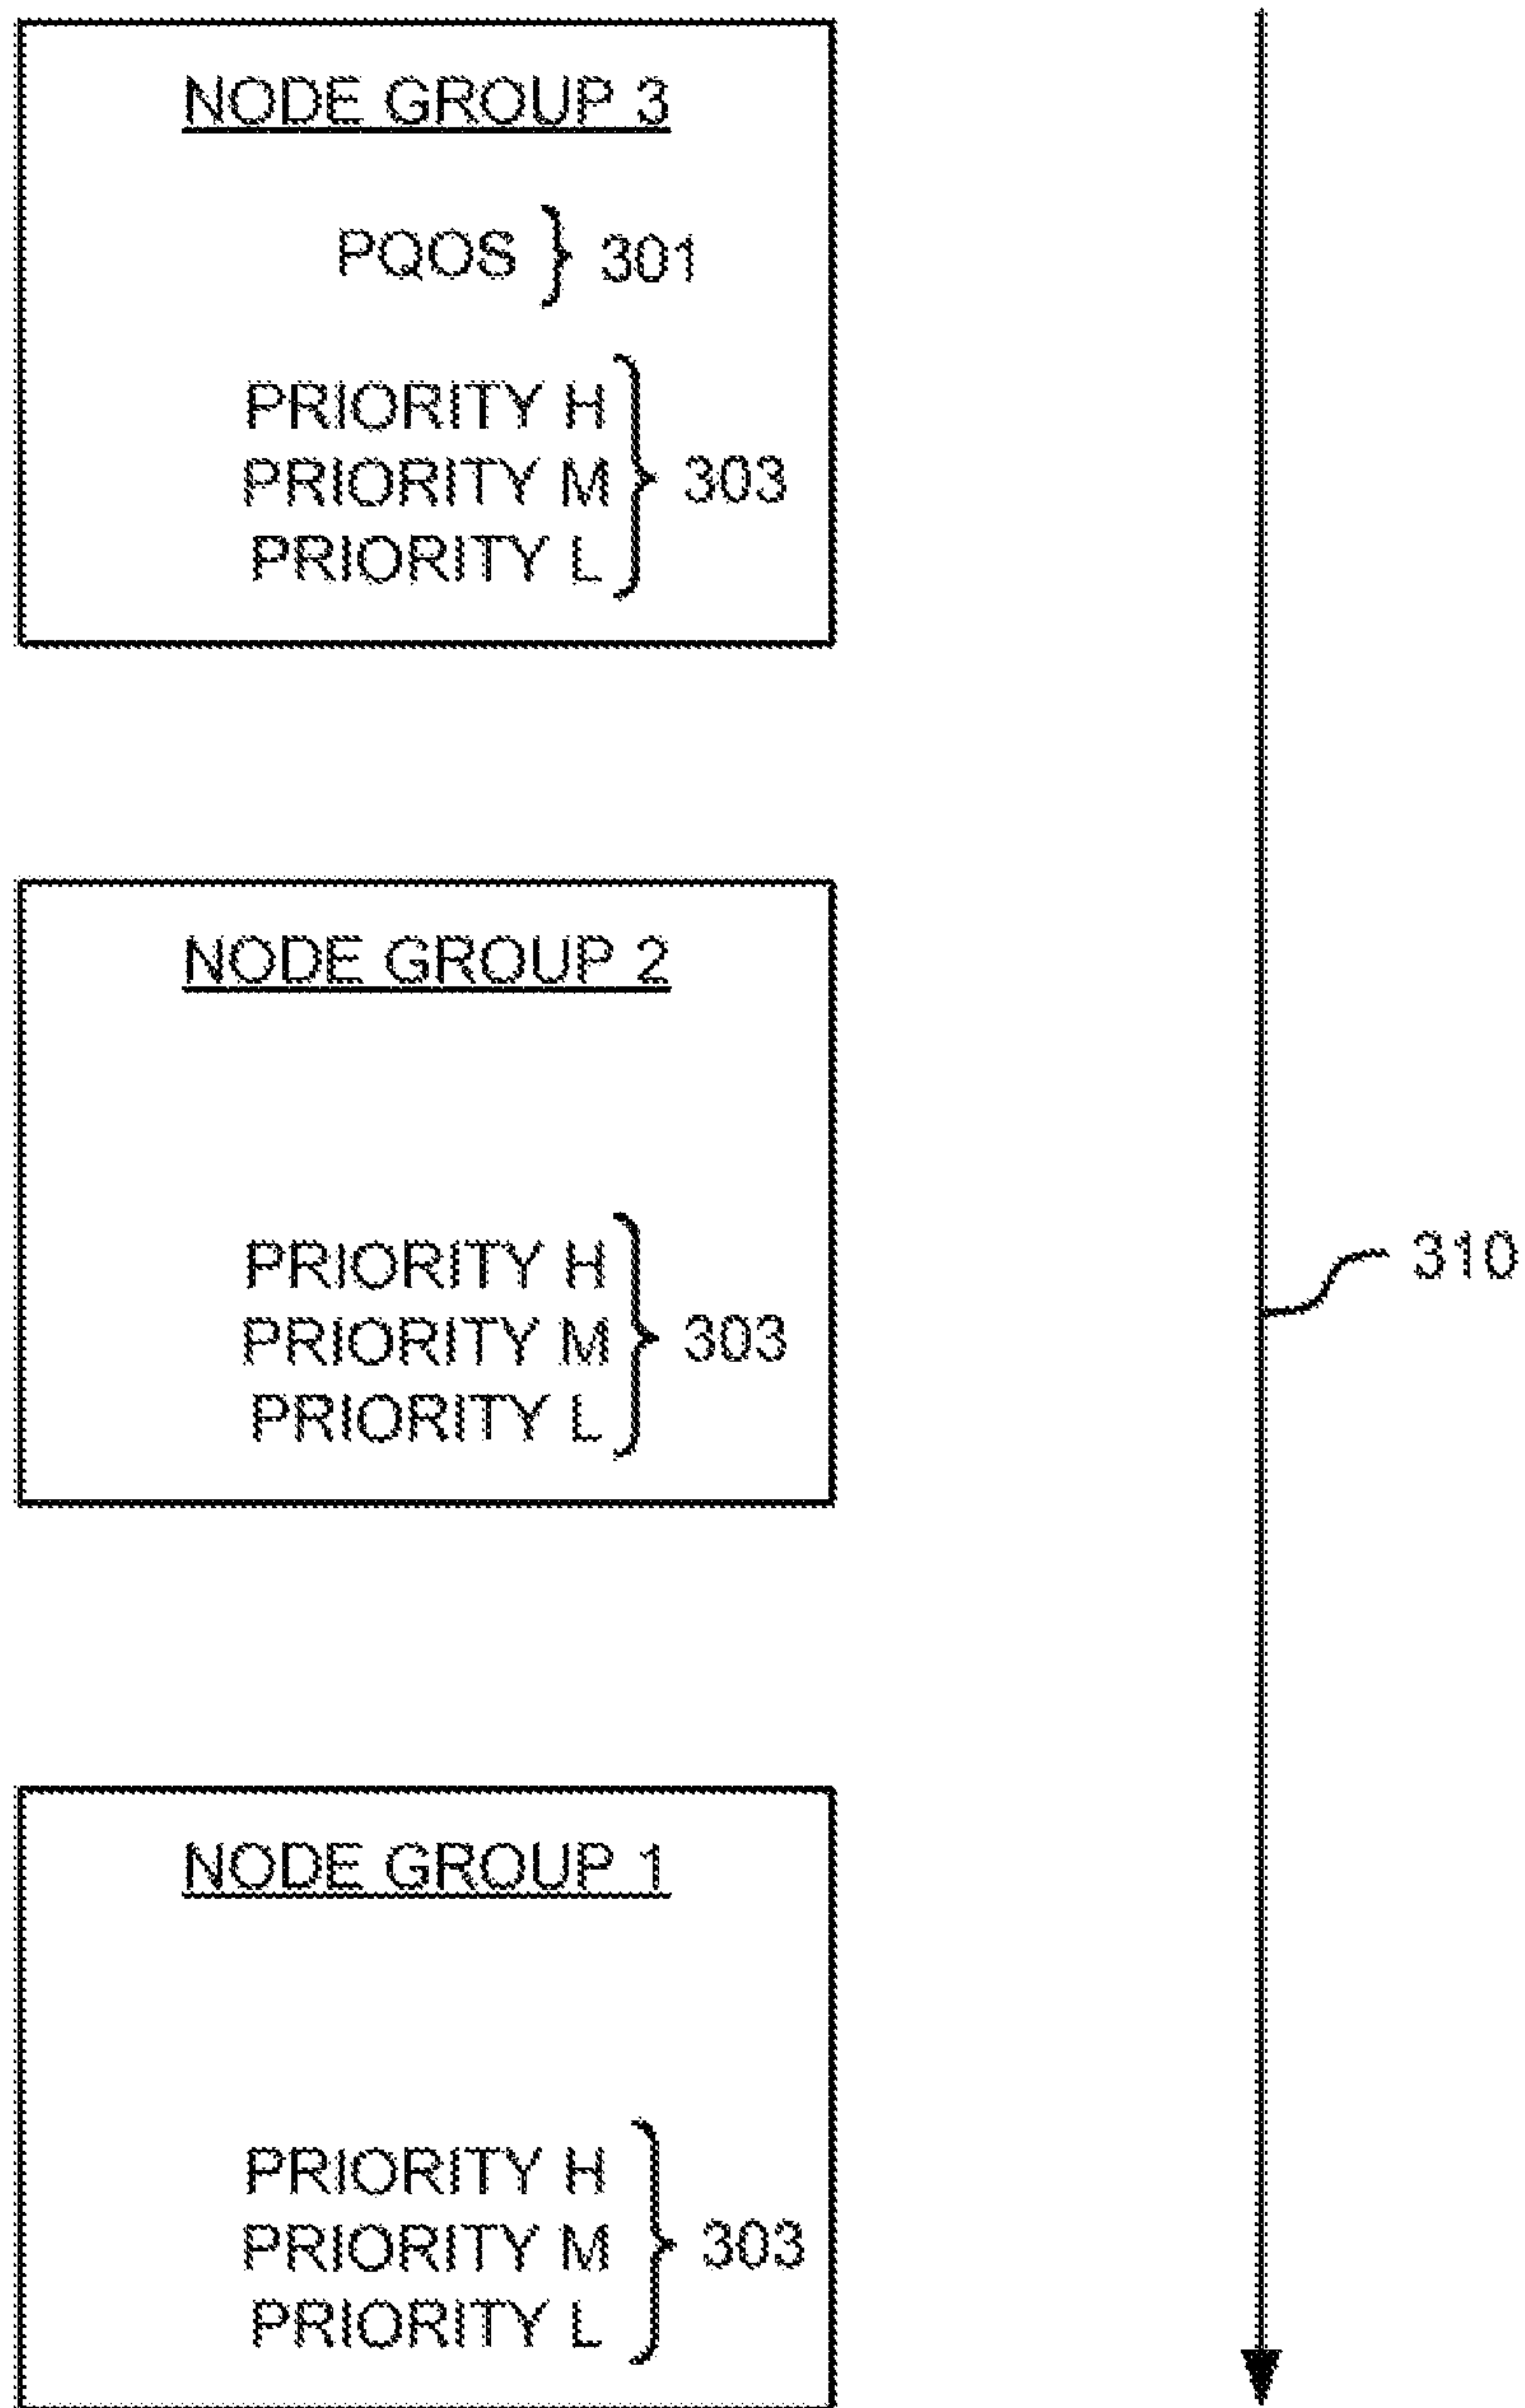 NODE GROUP 3
PQOS } 301
PRIORITY H
PRIORITY M
303
PRIORITY L
NODE GROUP 2
PRIORITY H
310
PRIORITY M
303
PRIORITY L
NODE GROUP 1
PRIORITY H
PRIORITY M
303
PRIORITY L